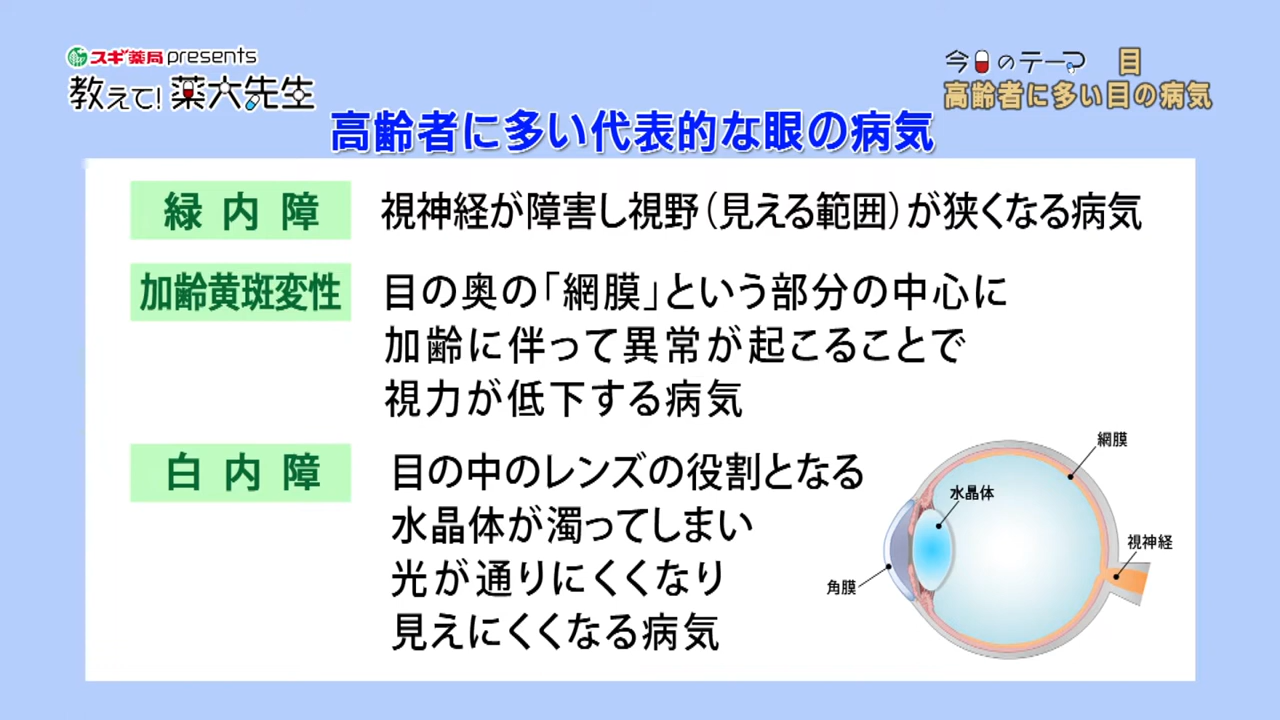 スギ薬局 presents
教えて!薬六先生
今日のテーマ 目
高齢者に多い目の病気
高齢者に多い代表的な眼の病気
緑内障 視神経が障害し視野(見える範囲)が狭くなる病気
加齢黄斑変性 目の奥の「網膜」という部分の中心に
加齢に伴って異常が起こることで
視力が低下する病気
白内障 目の中のレンズの役割となる
水晶体が濁ってしまい
光が通りにくくなり
見えにくくなる病気
網膜
水晶体
視神経
角膜